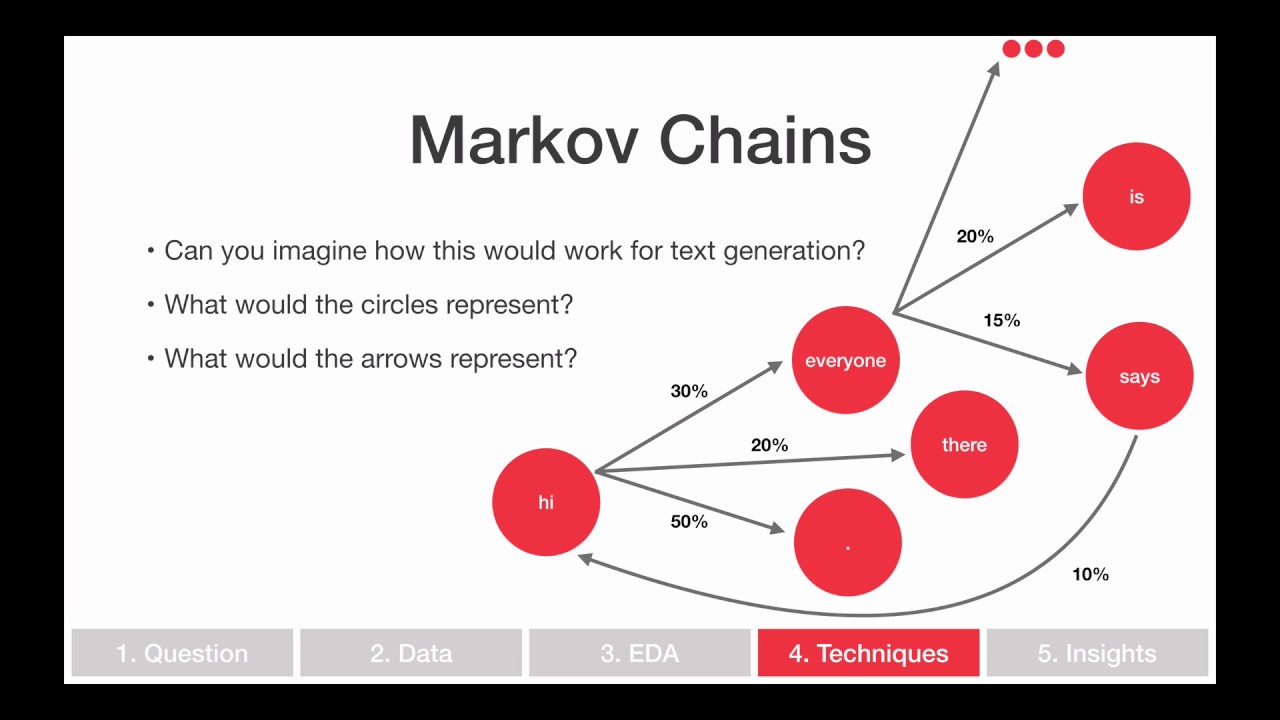 Markov Chains
• Can you imagine how this would work for text generation?
• What would the circles represent?
• What would the arrows represent?
is
20%
15%
everyone
says
30%
20%
there
hi
50%
.
10%
1. Question
2. Data
3. EDA
4. Techniques
5. Insights